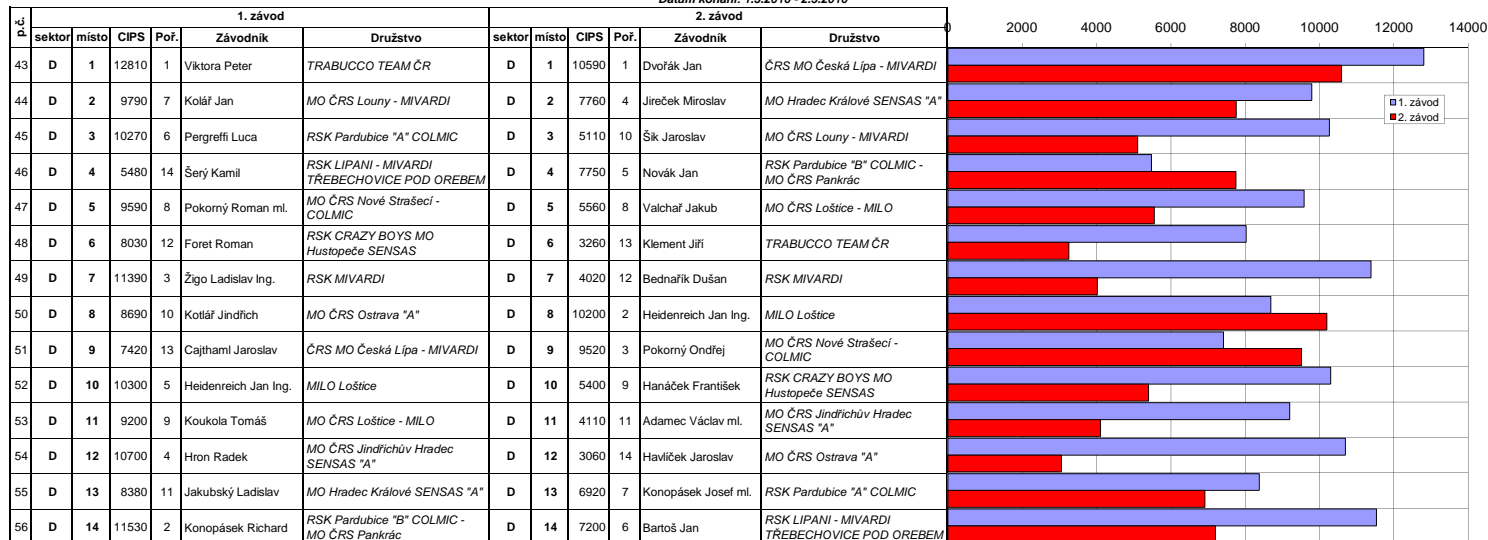 Datum konání: 1.5.2010 - 2.5.2010
p.č. 1. závod 2. závod
sektor místo CIPS Poř. Závodník Družstvo sektor místo CIPS Poř. Závodník Družstvo
0 2000 4000 6000 8000 10000 12000 14000
43 D 1 12810 1 Viktora Peter TRABUCCO TEAM ČR D 1 10590 1 Dvořák Jan ČRS MO Česká Lípa - MIVARDI
44 D 2 9790 7 Kolář Jan MO ČRS Louny - MIVARDI D 2 7760 4 Jireček Miroslav MO Hradec Králové SENSAS "A"
1. závod
2. závod
45 D 3 10270 6 Pergreffi Luca RSK Pardubice "A" COLMIC D 3 5110 10 Šik Jaroslav MO ČRS Louny - MIVARDI
46 D 4 5480 14 Šerý Kamil RSK LIPANI - MIVARDI
TŘEBECHOVICE POD OREBEM D 4 7750 5 Novák Jan RSK Pardubice "B" COLMIC -
MO ČRS Pankrác
47 D 5 9590 8 Pokorný Roman ml. MO ČRS Nové Strašecí -
COLMIC D 5 5560 8 Valchař Jakub MO ČRS Loštice - MILO
48 D 6 8030 12 Foret Roman RSK CRAZY BOYS MO
Hustopeče SENSAS D 6 3260 13 Klement Jiří TRABUCCO TEAM ČR
49 D 7 11390 3 Žigo Ladislav Ing. RSK MIVARDI D 7 4020 12 Bednařík Dušan RSK MIVARDI
50 D 8 8690 10 Kotlář Jindřich MO ČRS Ostrava "A" D 8 10200 2 Heidenreich Jan Ing. MILO Loštice
51 D 9 7420 13 Cajthaml Jaroslav ČRS MO Česká Lípa - MIVARDI D 9 9520 3 Pokorný Ondřej MO ČRS Nové Strašecí -
COLMIC
52 D 10 10300 5 Heidenreich Jan Ing. MILO Loštice D 10 5400 9 Hanáček František RSK CRAZY BOYS MO
Hustopeče SENSAS
53 D 11 9200 9 Koukola Tomáš MO ČRS Loštice - MILO D 11 4110 11 Adamec Václav ml. MO ČRS Jindřichův Hradec
SENSAS "A"
54 D 12 10700 4 Hron Radek MO ČRS Jindřichův Hradec
SENSAS "A" D 12 3060 14 Havlíček Jaroslav MO ČRS Ostrava "A"
55 D 13 8380 11 Jakubský Ladislav MO Hradec Králové SENSAS "A" D 13 6920 7 Konopásek Josef ml. RSK Pardubice "A" COLMIC
56 D 14 11530 2 Konopásek Richard RSK Pardubice "B" COLMIC -
MO ČRS Pankrác D 14 7200 6 Bartoš Jan RSK LIPANI - MIVARDI
TŘEBECHOVICE POD OREBEM